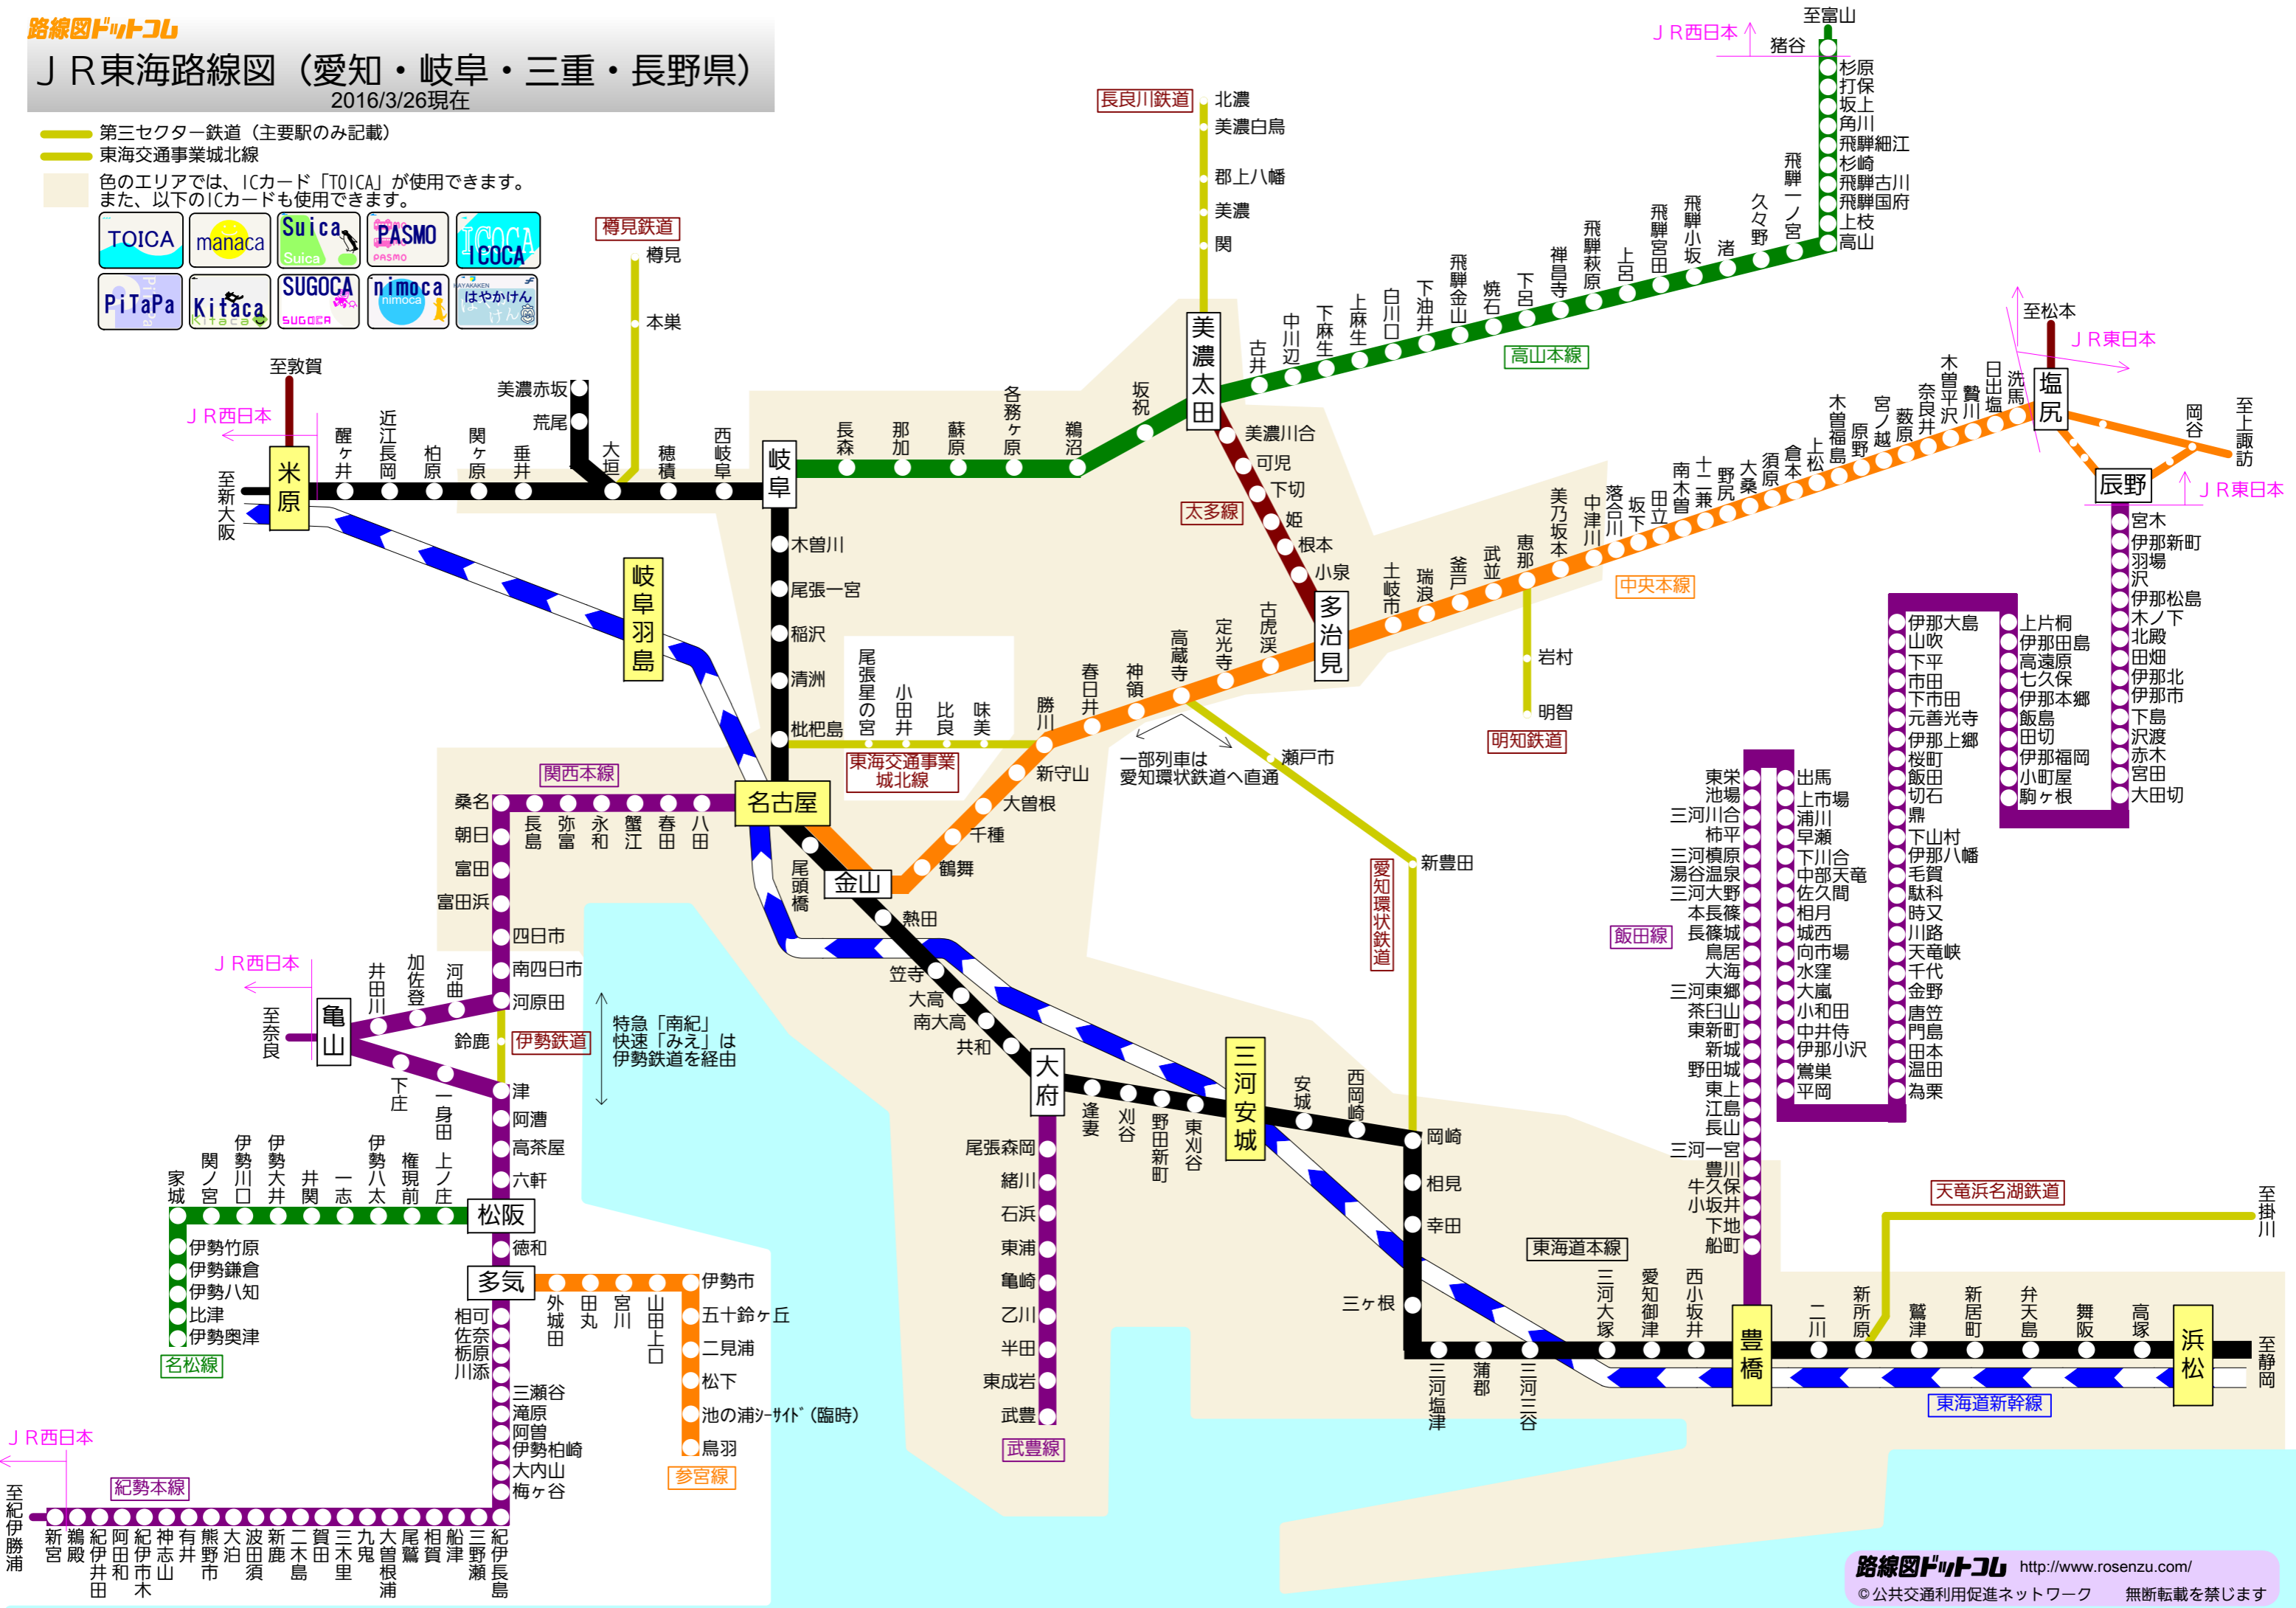 路線図ドットコム
JR東海路線図（愛知・岐阜・三重・長野県）
2016/3/26現在
第三セクター鉄道（主要駅のみ記載）
東海交通事業城北線
色のエリアでは、ICカード「TOICA」が使用できます。
また、以下のICカードも使用できます。
TOICA
manaca
Suica
Suica
PASMO
PASMO
ICOCA
ICOCA
PiTaPa
PiTaPa
Kitaca
Kitaca
SUGOCA
SUGOCA
nimoca
nimoca
HAYAKAKEN
はやかけん
はやかけん
樽見鉄道
樽見
本巣
長良川鉄道
北濃
美濃白鳥
郡上八幡
美濃
関
JR西日本
至富山
猪谷
杉原
打保
坂上
角川
飛騨細江
杉崎
飛騨古川
飛騨国府
上枝
高山
飛騨一ノ宮
久々野
渚
飛騨小坂
飛騨宮田
上呂
飛騨萩原
禅昌寺
下呂
焼石
飛騨金山
下油井
白川口
上麻生
下麻生
中川辺
古井
高山本線
美濃太田
坂祝
鵜沼
各務ヶ原
蘇原
那加
長森
岐阜
至敦賀
JR西日本
米原
至新大阪
醒ヶ井
近江長岡
柏原
関ヶ原
垂井
美濃赤坂
荒尾
大垣
穂積
西岐阜
岐阜羽島
木曽川
尾張一宮
稲沢
清洲
枇杷島
美濃川合
可児
下切
姫
根本
小泉
太多線
多治見
尾張星の宮
小田井
比良
味美
東海交通事業
城北線
勝川
春日井
神領
高蔵寺
定光寺
古虎渓
土岐市
瑞浪
釜戸
武並
恵那
美乃坂本
中津川
落合川
坂下
田立
南木曽
十二兼
野尻
大桑
須原
倉本
上松
木曽福島
原野
宮ノ越
薮原
奈良井
木曽平沢
贄川
日出塩
洗馬
中央本線
至松本
JR東日本
塩尻
岡谷
至上諏訪
辰野
JR東日本
岩村
明智
明知鉄道
一部列車は
愛知環状鉄道へ直通
瀬戸市
新豊田
愛知環状鉄道
新守山
大曽根
千種
鶴舞
名古屋
関西本線
八田
春田
蟹江
永和
弥富
長島
桑名
朝日
富田
富田浜
四日市
南四日市
河原田
尾頭橋
金山
熱田
笠寺
大高
南大高
共和
大府
逢妻
刈谷
野田新町
東刈谷
三河安城
安城
西岡崎
岡崎
相見
幸田
三ヶ根
三河塩津
蒲郡
三河三谷
三河大塚
愛知御津
西小坂井
東海道本線
豊橋
二川
新所原
鷲津
新居町
弁天島
舞阪
高塚
浜松
至静岡
東海道新幹線
天竜浜名湖鉄道
至掛川
尾張森岡
緒川
石浜
東浦
亀崎
乙川
半田
東成岩
武豊
武豊線
JR西日本
亀山
至奈良
井田川
加佐登
河曲
下庄
一身田
鈴鹿
伊勢鉄道
特急「南紀」
快速「みえ」は
伊勢鉄道を経由
津
阿漕
高茶屋
六軒
松阪
徳和
多気
上ノ庄
権現前
伊勢八太
一志
井関
伊勢大井
伊勢川口
関ノ宮
家城
伊勢竹原
伊勢鎌倉
伊勢八知
比津
伊勢奥津
名松線
外城田
田丸
宮川
山田上口
伊勢市
五十鈴ヶ丘
二見浦
松下
池の浦シーサイド(臨時)
鳥羽
参宮線
相可
佐奈
栃原
川添
三瀬谷
滝原
阿曽
伊勢柏崎
大内山
梅ヶ谷
紀伊長島
三野瀬
船津
相賀
尾鷲
大曽根浦
九鬼
三木里
賀田
二木島
新鹿
波田須
大泊
熊野市
有井
神志山
紀伊市木
阿田和
紀伊井田
鵜殿
新宮
紀勢本線
JR西日本
至紀伊勝浦
飯田線
東栄
池場
三河川合
柿平
三河槙原
湯谷温泉
三河大野
本長篠
長篠城
鳥居
大海
三河東郷
茶臼山
東新町
新城
野田城
東上
江島
長山
三河一宮
豊川
牛久保
小坂井
下地
船町
出馬
上市場
浦川
早瀬
下川合
中部天竜
佐久間
相月
城西
向市場
水窪
大嵐
小和田
中井侍
伊那小沢
鶯巣
平岡
伊那大島
山吹
下平
市田
下市田
元善光寺
伊那上郷
桜町
飯田
切石
鼎
下山村
伊那八幡
毛賀
駄科
時又
川路
天竜峡
千代
金野
唐笠
門島
田本
温田
為栗
上片桐
伊那田島
高遠原
七久保
伊那本郷
飯島
田切
伊那福岡
小町屋
駒ヶ根
宮木
伊那新町
羽場
沢
伊那松島
木ノ下
北殿
田畑
伊那北
伊那市
下島
沢渡
赤木
宮田
大田切
路線図ドットコム http://www.rosenzu.com/
©公共交通利用促進ネットワーク 無断転載を禁じます